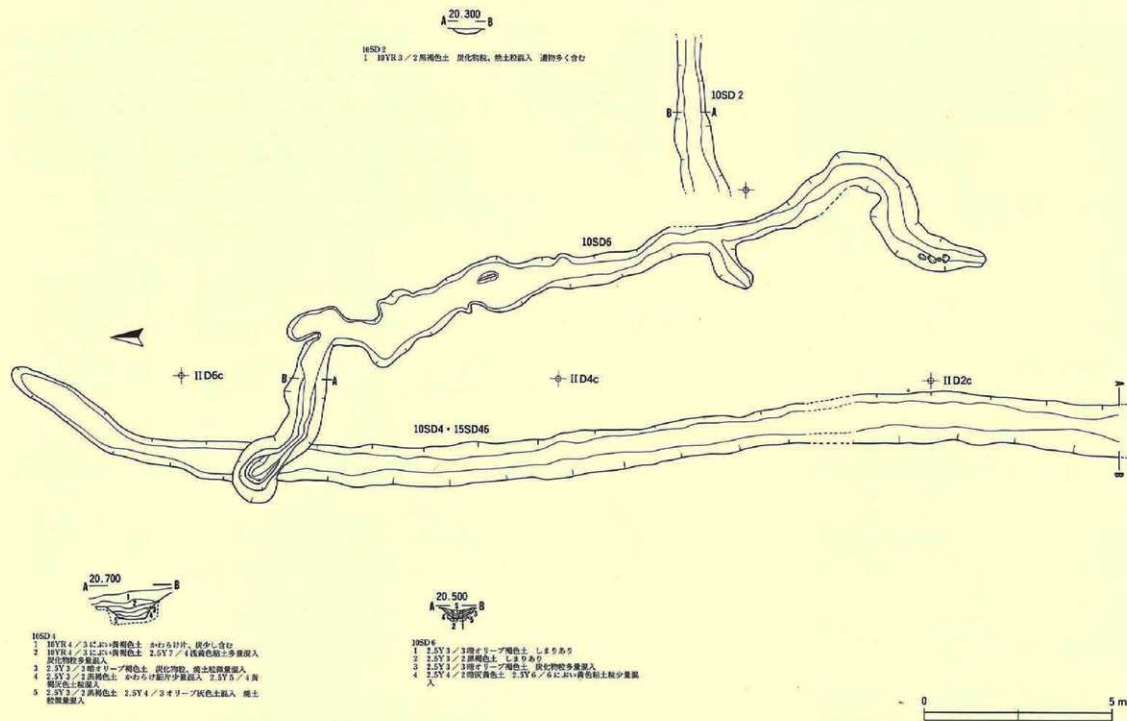 20.300
A B
10SD2
1 10YR3/2黒褐色土 炭化物粒、焼土粒混入 遺物多く含む
10SD 2
B A
10SD6
II D6c
B A
II D4c
II D2c
A
10SD4・15SD46
B
20.700
A B
1
2
3
4
5
10SD4
1 10YR4/3にぶい黄褐色土 かわらけ片、炭少し含む
2 10YR4/3にぶい黄褐色土 2.5Y7/4浅黄色粘土多量混入
炭化物粒多量混入
3 2.5Y3/2暗オリーブ褐色土 炭化物粒、焼土粒微量混入
4 2.5Y3/2黒褐色土 かわらけ細片少量混入 2.5Y5/4黄
褐灰色土粒混入
5 2.5Y3/2黒褐色土 2.5Y4/3オリーブ灰色土混入 焼土
粒微量混入
20.500
A B
10SD6
1 2.5Y3/3暗オリーブ褐色土 しまりあり
2 2.5Y3/2黒褐色土 しまりあり
3 2.5Y3/3暗オリーブ褐色土 炭化物粒多量混入
4 2.5Y4/2暗灰黄色土 2.5Y6/6にぶい黄色粘土粒少量混
入
0 5 m